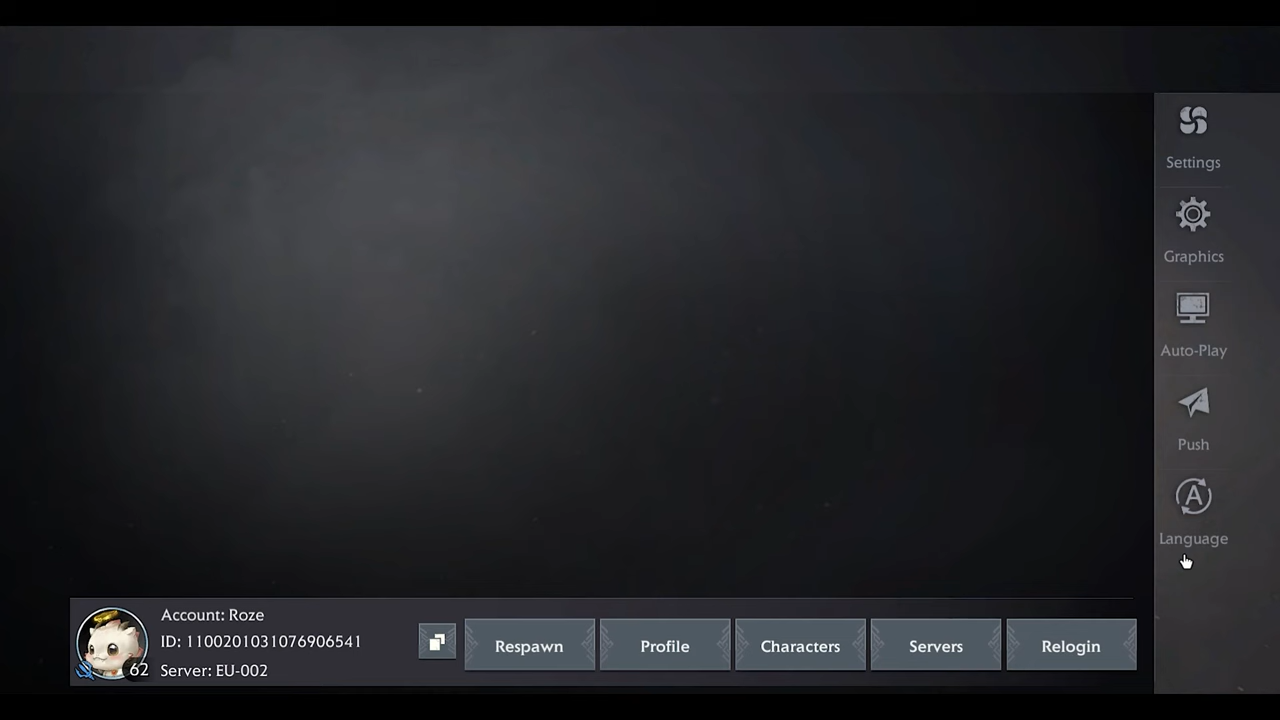 Settings
Graphics
Auto-Play
Push
A
Language
Account: Roze
ID: 1100201031076906541
Server: EU-002
62
Respawn
Profile
Characters
Servers
Relogin